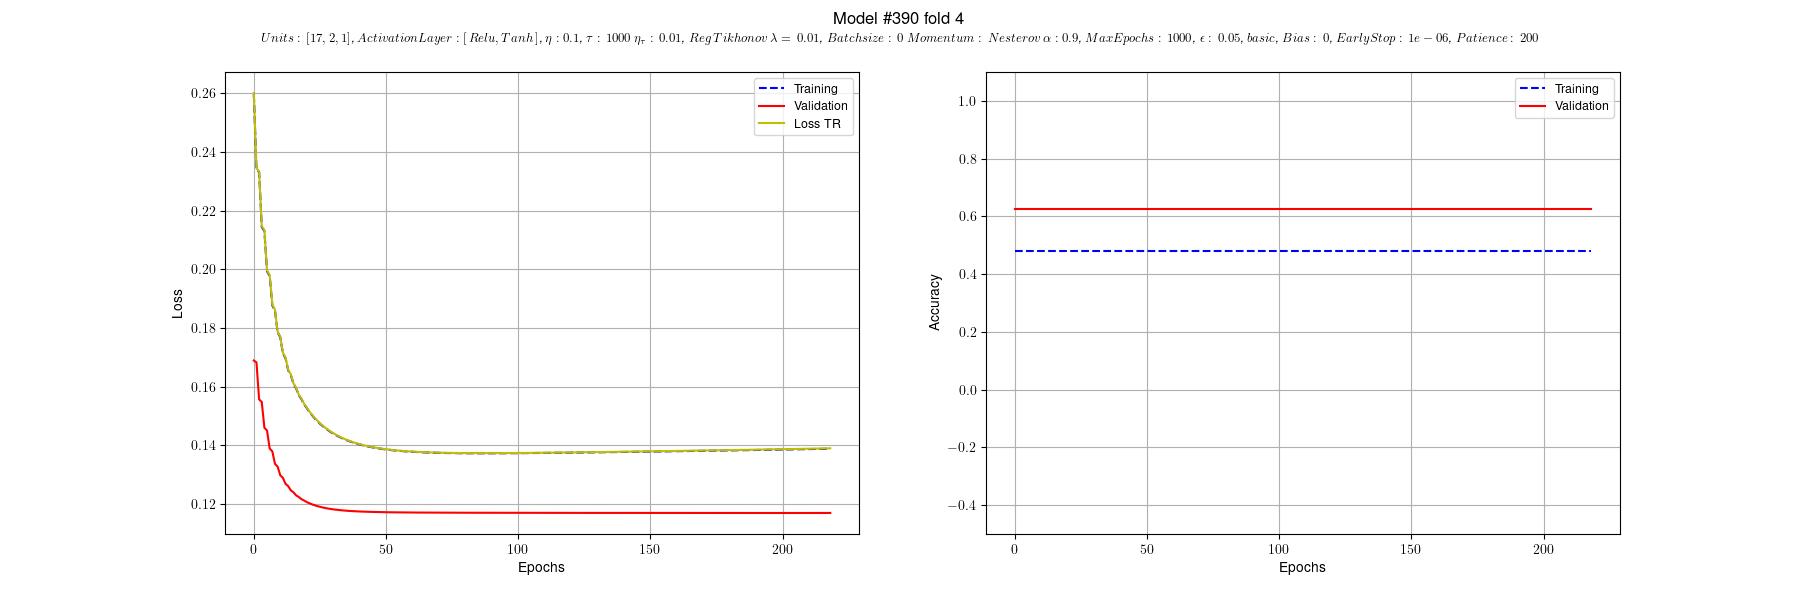 Model #390 fold 4
Units : [17, 2, 1], ActivationLayer : [ Relu, Tanh ], η : 0.1, τ : 1000 ητ : 0.01, Reg Tikhonov λ = 0.01, Batchsize : 0 Momentum : Nesterov α : 0.9, MaxEpochs : 1000, ϵ : 0.05, basic, Bias : 0, EarlyStop : 1e − 06, Patience : 200
Training
Validation
Loss TR
0.26
0.24
0.22
0.20
0.18
0.16
0.14
0.12
Loss
0
50
100
150
200
Epochs
Training
Validation
1.0
0.8
0.6
0.4
0.2
0.0
−0.2
−0.4
Accuracy
0
50
100
150
200
Epochs